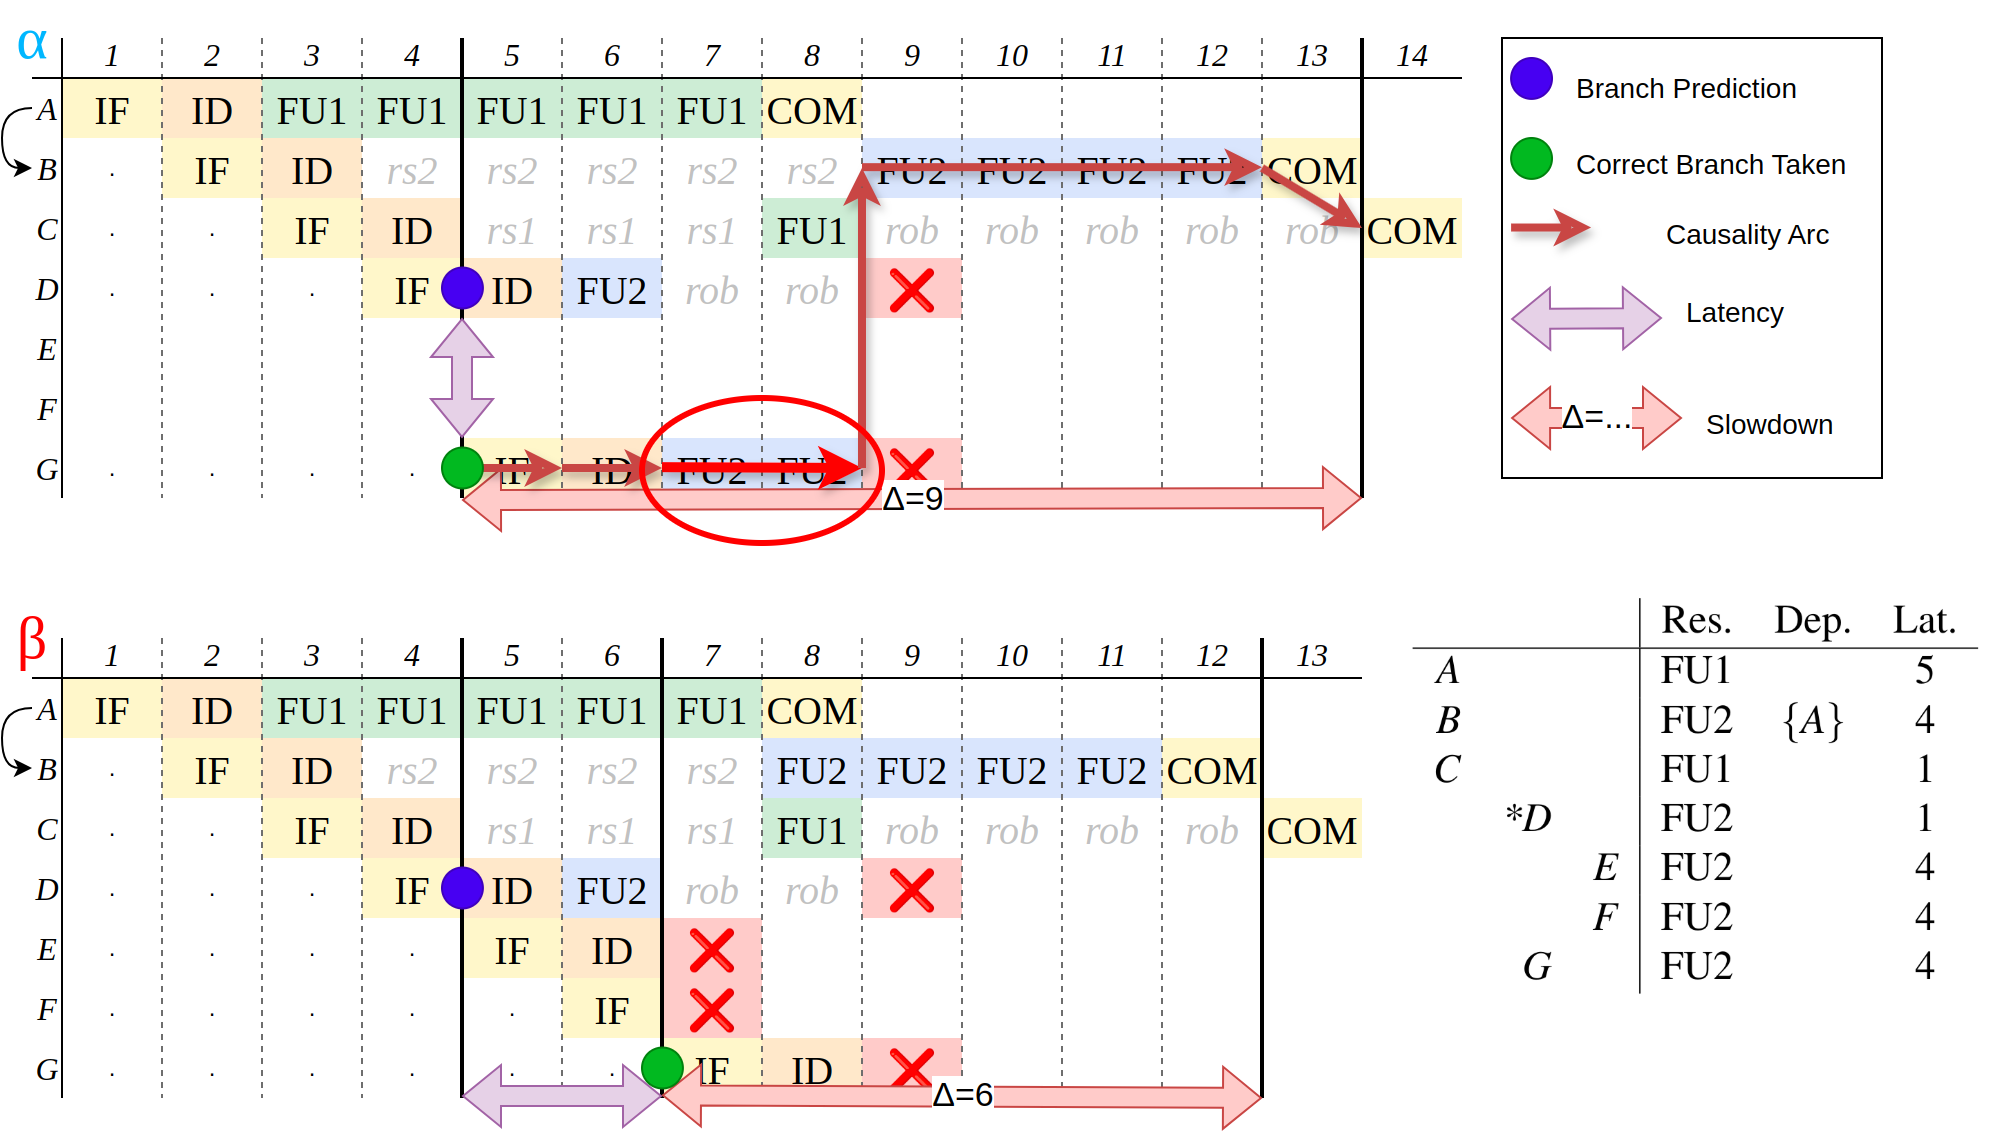 α
1 2 3 4 5 6 7 8 9 10 11 12 13 14
A IF ID FU1 FU1 FU1 FU1 FU1 COM
B . IF ID rs2 rs2 rs2 rs2 rs2 FU2 FU2 FU2 FU2 COM
C . . IF ID rs1 rs1 rs1 FU1 rob rob rob rob rob COM
D . . . IF ID FU2 rob rob
E
F
G . . . . IF ID FU2 FU2
Δ=9
Branch Prediction
Correct Branch Taken
Causality Arc
Latency
Δ=... Slowdown
β
1 2 3 4 5 6 7 8 9 10 11 12 13
A IF ID FU1 FU1 FU1 FU1 FU1 COM
B . IF ID rs2 rs2 rs2 rs2 FU2 FU2 FU2 FU2 COM
C . . IF ID rs1 rs1 rs1 FU1 rob rob rob rob COM
D . . . IF ID FU2 rob rob
E . . . . IF ID
F . . . . . IF
G . . . . . . IF ID
Δ=6
Res. Dep. Lat.
A FU1 5
B FU2 {A} 4
C FU1 1
*D FU2 1
E FU2 4
F FU2 4
G FU2 4